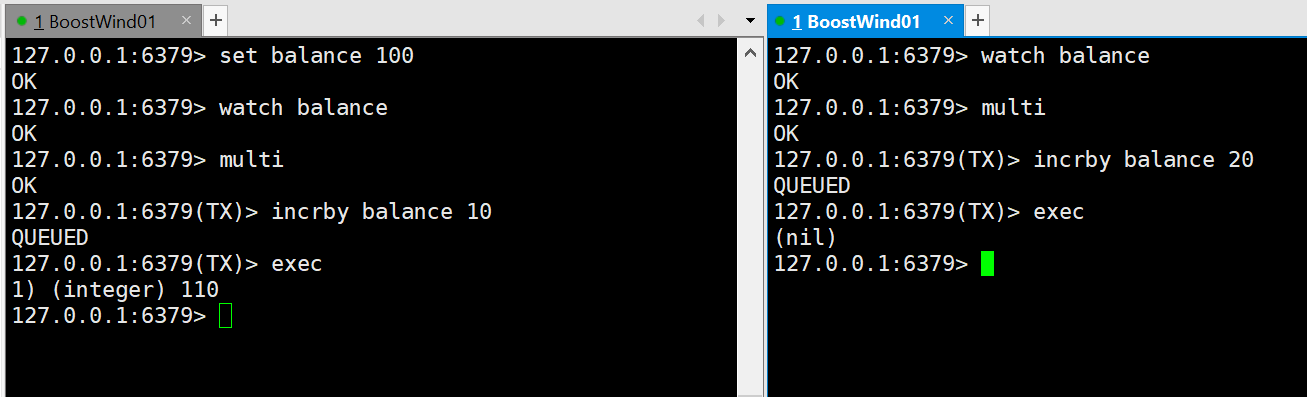 1 BoostWind01
127.0.0.1:6379> set balance 100
OK
127.0.0.1:6379> watch balance
OK
127.0.0.1:6379> multi
OK
127.0.0.1:6379(TX)> incrby balance 10
QUEUED
127.0.0.1:6379(TX)> exec
1) (integer) 110
127.0.0.1:6379>
1 BoostWind01
127.0.0.1:6379> watch balance
OK
127.0.0.1:6379> multi
OK
127.0.0.1:6379(TX)> incrby balance 20
QUEUED
127.0.0.1:6379(TX)> exec
(nil)
127.0.0.1:6379>